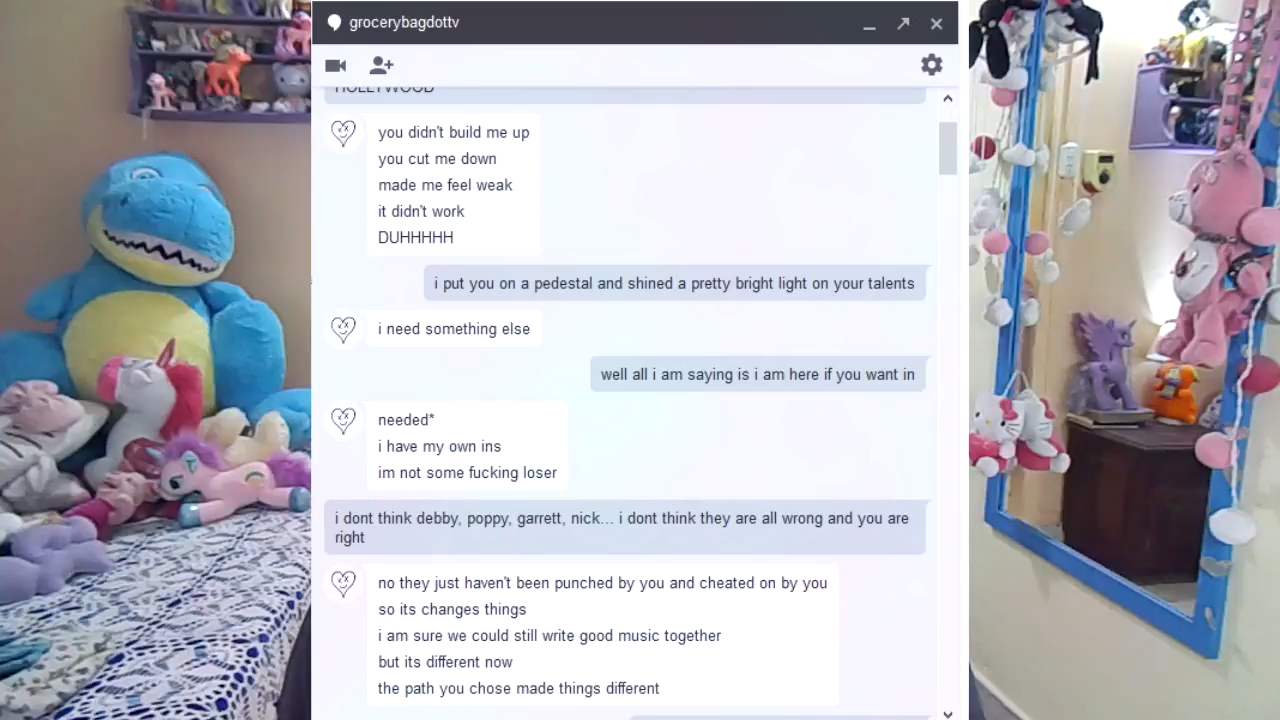 grocerybagdottv
HOLLYWOOD
you didn't build me up
you cut me down
made me feel weak
it didn't work
DUHHHHH
i put you on a pedestal and shined a pretty bright light on your talents
i need something else
well all i am saying is i am here if you want in
needed*
i have my own ins
im not some fucking loser
i dont think debby, poppy, garrett, nick... i dont think they are all wrong and you are
right
no they just haven't been punched by you and cheated on by you
so its changes things
i am sure we could still write good music together
but its different now
the path you chose made things different